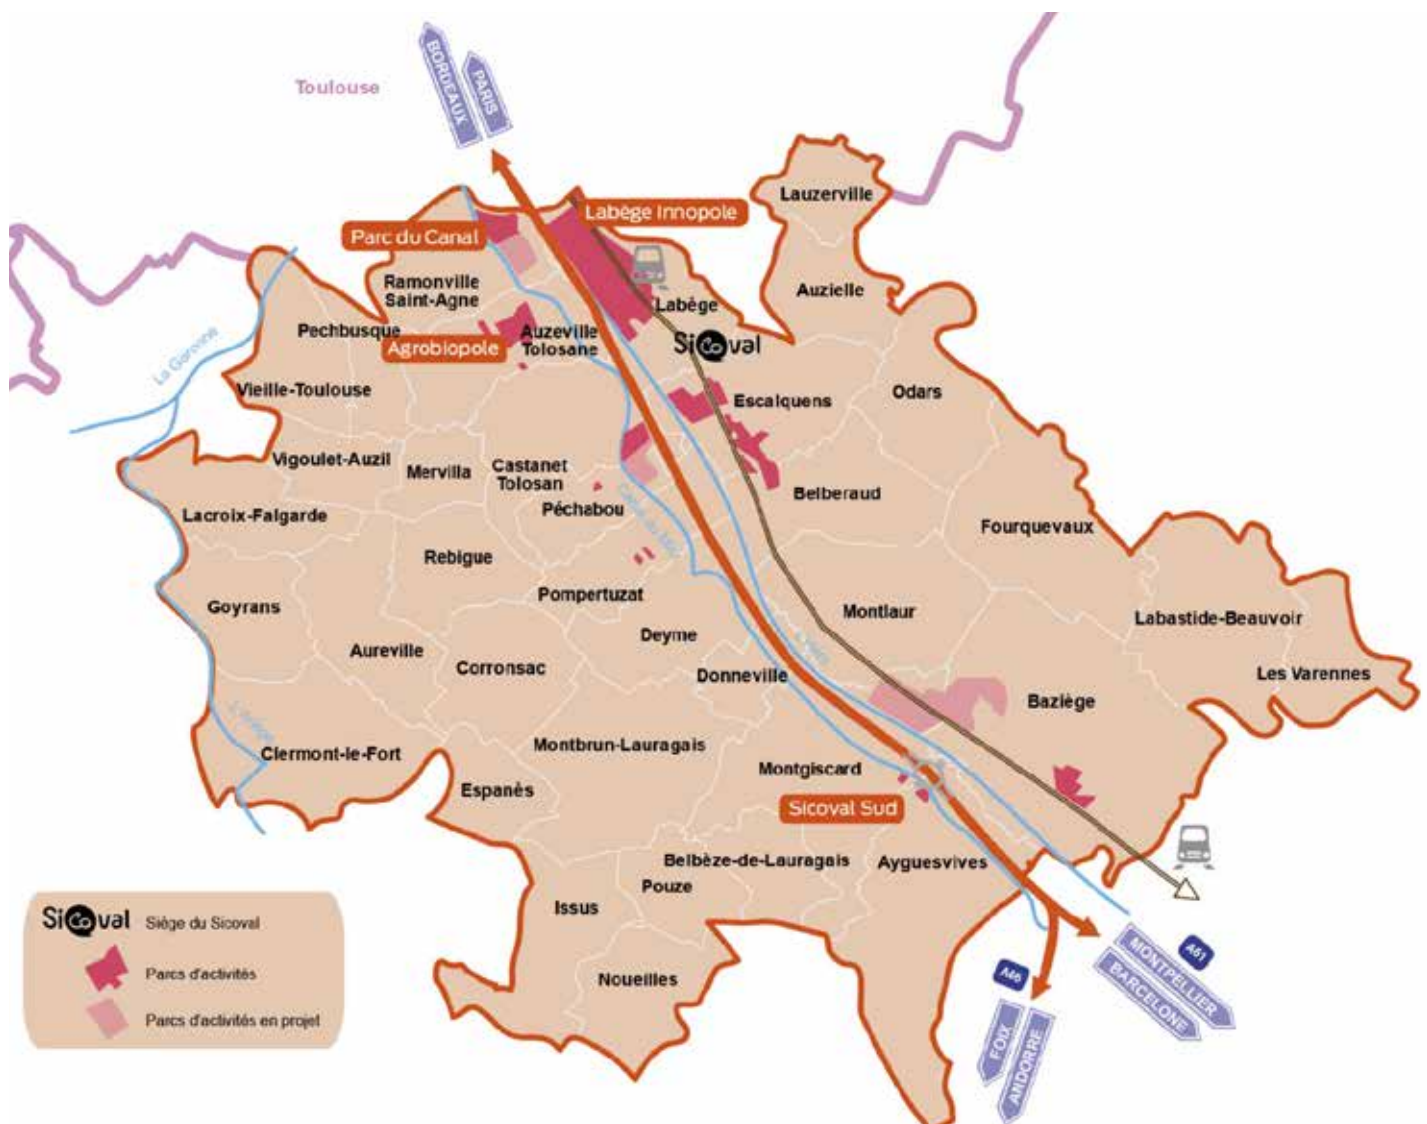 BORDEAUX
PARIS
Toulouse
Lauzerville
Labège Innopole
Parc du Canal
Ramonville
Saint-Agne
Auzielle
Labège
Pechbusque
Auzeville
Tolosane
Agrobiopole
SiCoval
La Garonne
Vieille-Toulouse
Escalquens
Odars
Vigoulet-Auzil
Mervilla
Castanet
Tolosan
Belberaud
Lacroix-Falgarde
Péchabou
Fourquevaux
Canal du Midi
Rebigue
Pompertuzat
Goyrans
Montlaur
Labastide-Beauvoir
Deyme
Aureville
Corronsac
Donneville
Les Varennes
L'Ariège
Baziège
Clermont-le-Fort
Montbrun-Lauragais
Montgiscard
Espanès
Sicoval Sud
Belbèze-de-Lauragais
Ayguesvives
Pouze
Issus
Noueilles
A61
MONTPELLIER
BARCELONE
A66
FOIX
ANDORRE
SiCoval Siège du Sicoval
Parcs d'activités
Parcs d'activités en projet